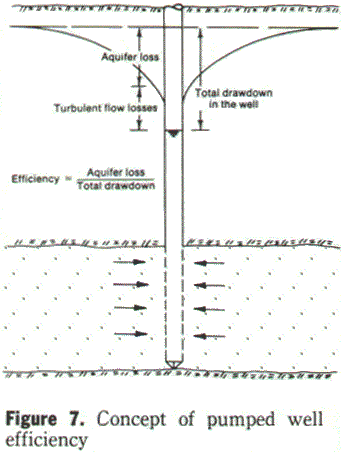 Aquifer loss
Turbulent flow losses
Total drawdown
in the well
Efficiency = Aquifer loss
Total drawdown
Figure 7. Concept of pumped well
efficiency